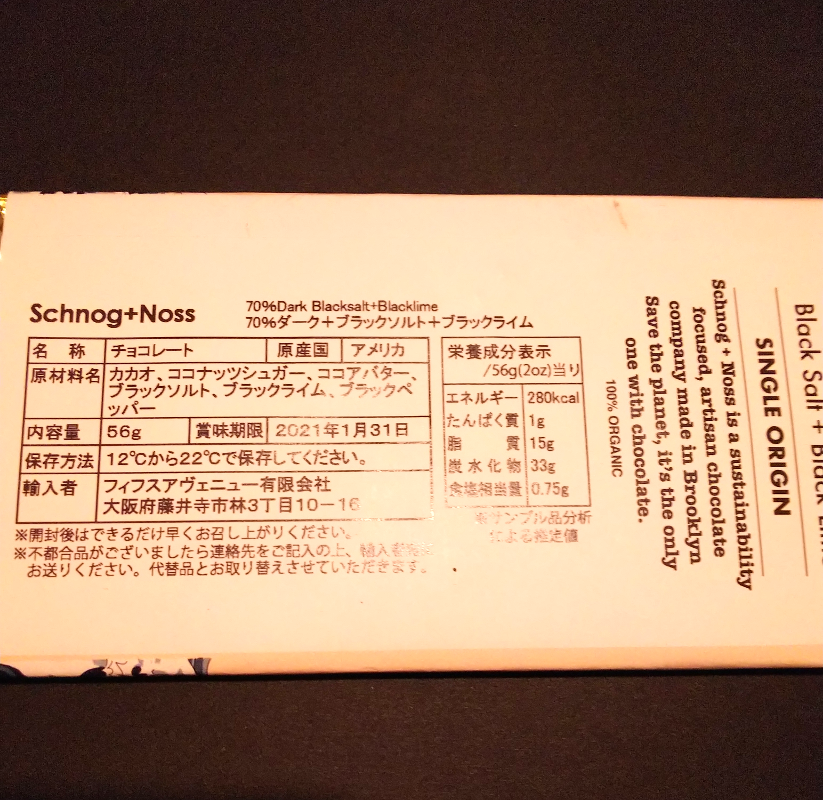 Schnog+Noss
70%Dark Blacksalt+Blacklime
70%ダーク＋ブラックソルト＋ブラックライム
名 称 チョコレート 原産国 アメリカ
原材料名 カカオ、ココナッツシュガー、ココアバター、
ブラックソルト、ブラックライム、ブラックペ
ッパー
内容量 56g 賞味期限 2021年1月31日
保存方法 12℃から22℃で保存してください。
輸入者 フィフスアヴェニュー有限会社
大阪府藤井寺市林3丁目10－16
※開封後はできるだけ早くお召し上がりください。
※不都合品がございましたら連絡先をご記入の上、輸入者宛に
お送りください。代替品とお取り替えさせていただきます。
栄養成分表示
/56g(2oz)当り
エネルギー 280kcal
たんぱく質 1g
脂 質 15g
炭水化物 33g
食塩相当量 0.75g
※サンプル品分析
による推定値
Black Salt + Black Lime
SINGLE ORIGIN
Schnog + Noss is a sustainability
focused, artisan chocolate
company made in Brooklyn
Save the planet, it's the only
one with chocolate.
100% ORGANIC